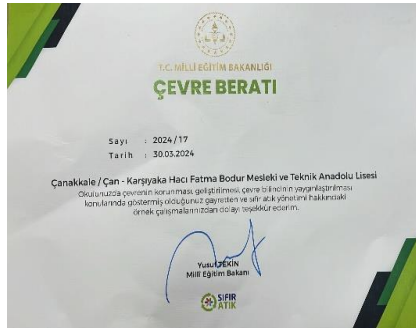 T.C. MİLLÎ EĞİTİM BAKANLIĞI
ÇEVRE BERATI
Sayı : 2024/17
Tarih : 30.03.2024
Çanakkale / Çan - Karşıyaka Hacı Fatma Bodur Mesleki ve Teknik Anadolu Lisesi
Okulunuzda çevrenin korunması, geliştirilmesi, çevre bilincinin yaygınlaştırılması
konularında göstermiş olduğunuz gayretten ve sıfır atık yönetimi hakkındaki
örnek çalışmalarınızdan dolayı teşekkür ederim.
Yusuf TEKİN
Millî Eğitim Bakanı
SIFIR
ATIK